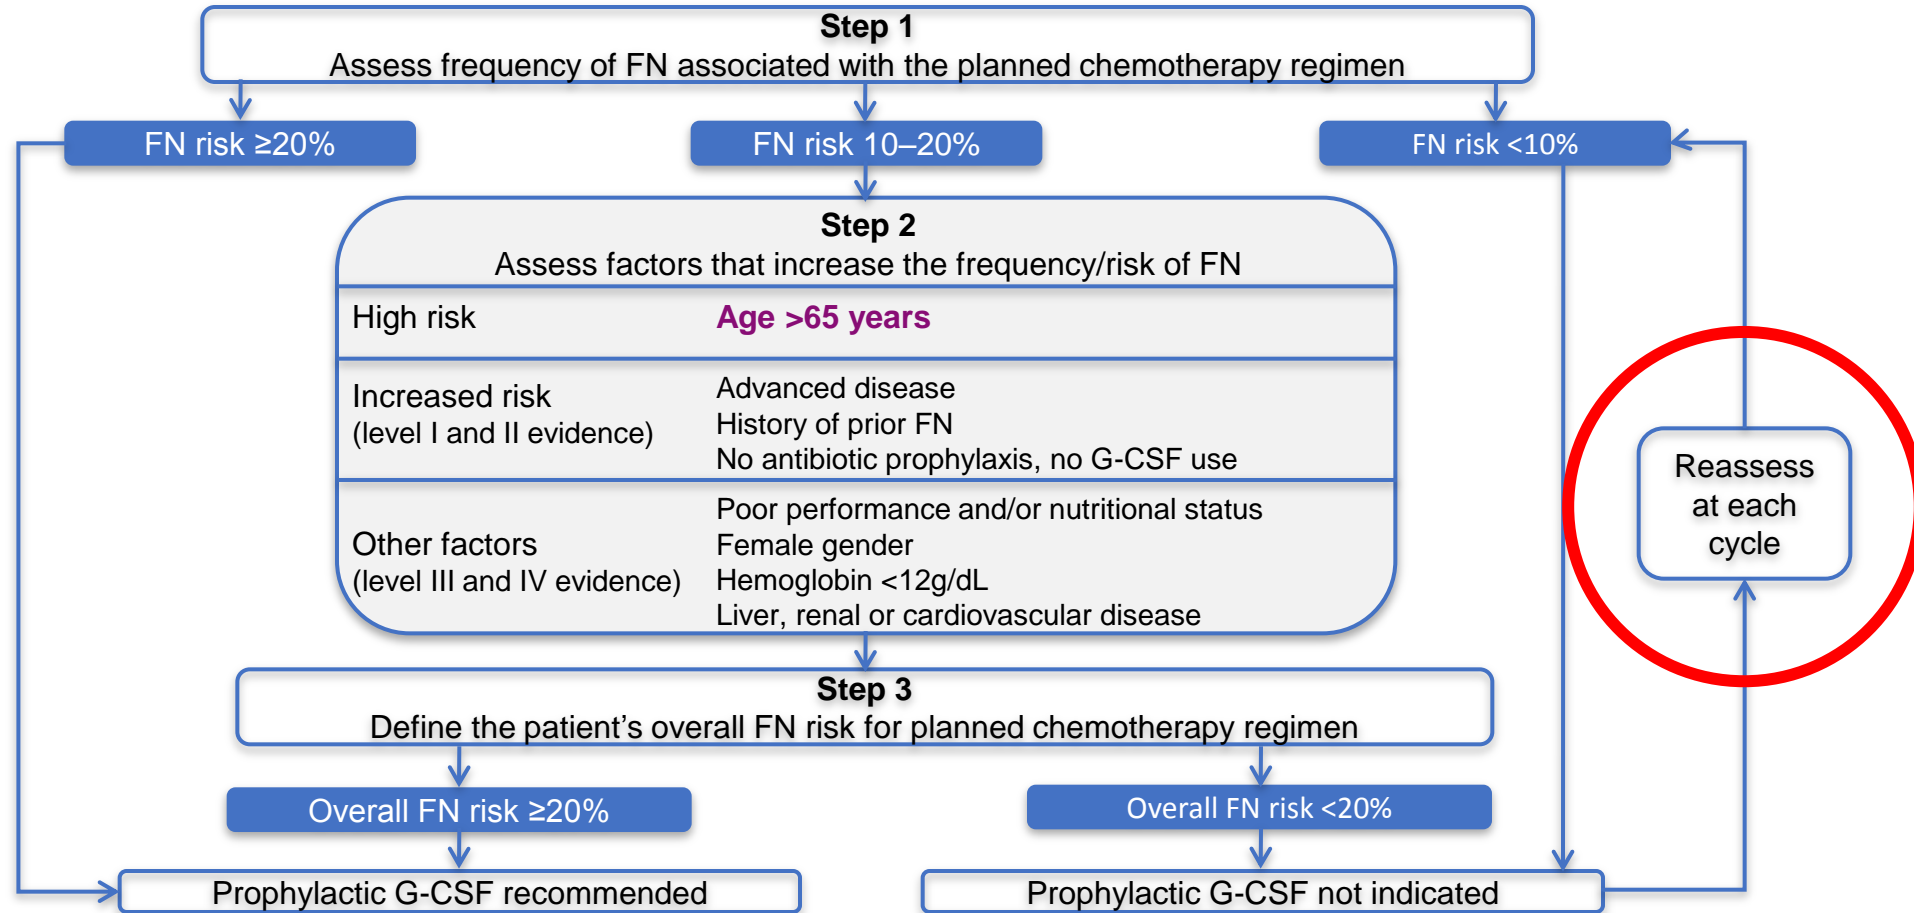 Step 1
Assess frequency of FN associated with the planned chemotherapy regimen
FN risk ≥20%
FN risk 10–20%
FN risk <10%
Step 2
Assess factors that increase the frequency/risk of FN
High risk
Age >65 years
Increased risk
(level I and II evidence)
Advanced disease
History of prior FN
No antibiotic prophylaxis, no G-CSF use
Other factors
(level III and IV evidence)
Poor performance and/or nutritional status
Female gender
Hemoglobin <12g/dL
Liver, renal or cardiovascular disease
Reassess
at each
cycle
Step 3
Define the patient’s overall FN risk for planned chemotherapy regimen
Overall FN risk ≥20%
Overall FN risk <20%
Prophylactic G-CSF recommended
Prophylactic G-CSF not indicated